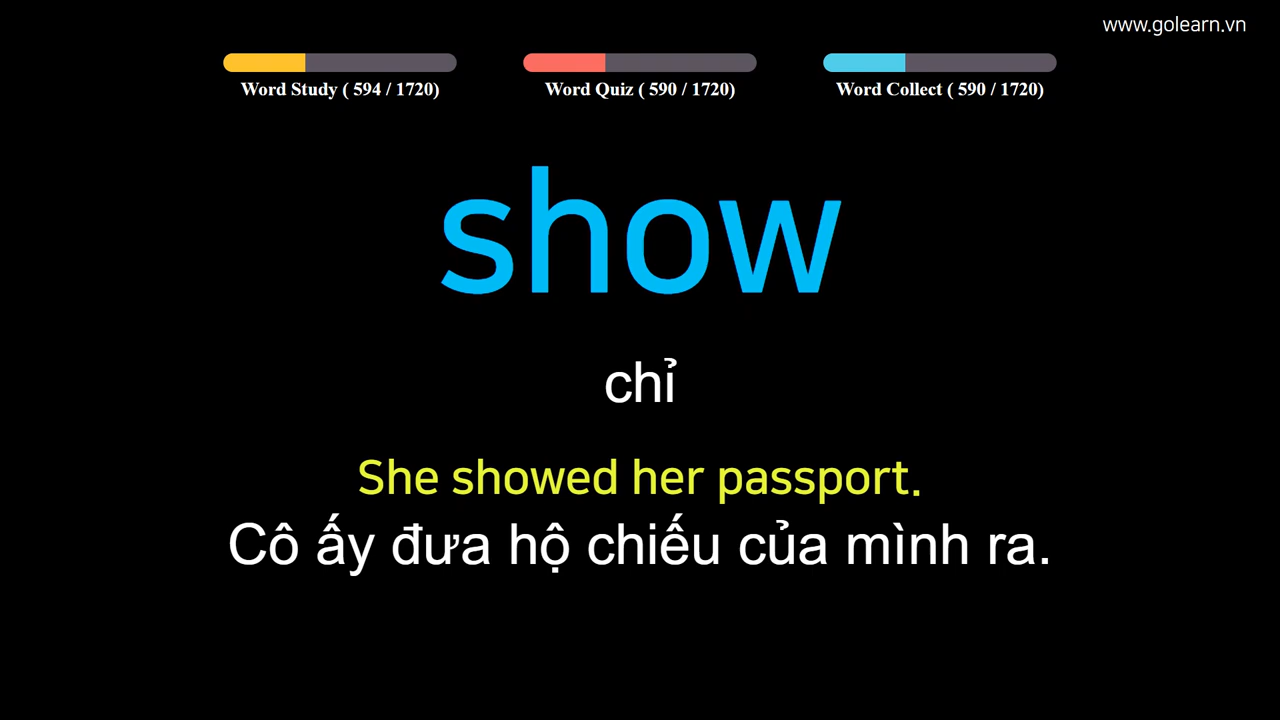 www.golearn.vn
Word Study ( 594 / 1720)
Word Quiz ( 590 / 1720)
Word Collect ( 590 / 1720)
show
chỉ
She showed her passport.
Cô ấy đưa hộ chiếu của mình ra.